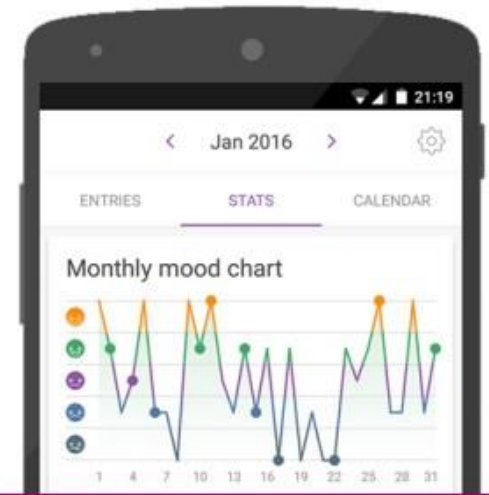 21:19
< Jan 2016 >
ENTRIES STATS CALENDAR
Monthly mood chart
1 4 7 10 13 16 19 22 25 28 31